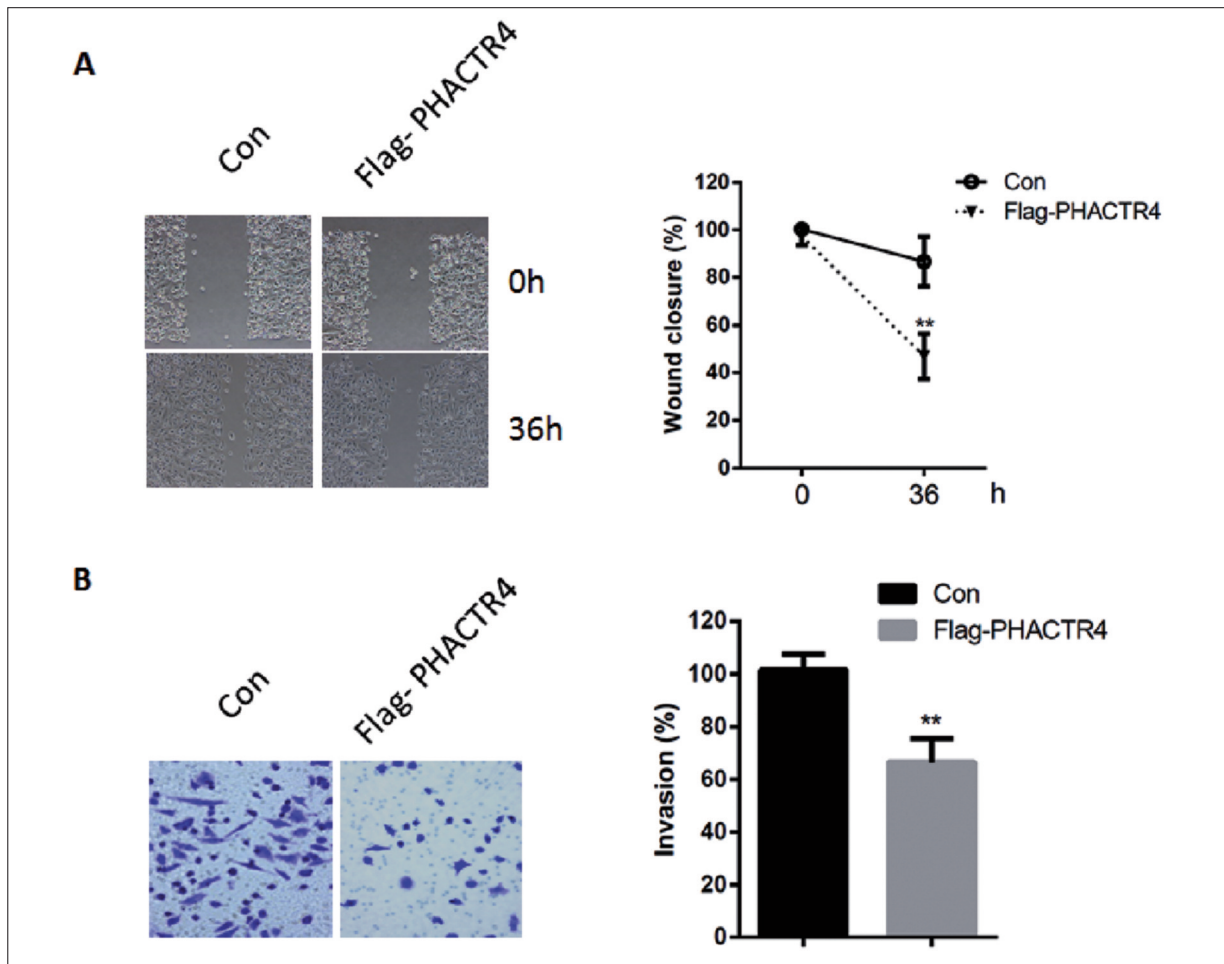 A
Con
Flag- PHACTR4
0h
36h
Con
Flag-PHACTR4
120
100
80
60
40
20
0
Wound closure (%)
**
0
36
h
B
Con
Flag- PHACTR4
Con
Flag-PHACTR4
120
100
80
60
40
20
0
Invasion (%)
**